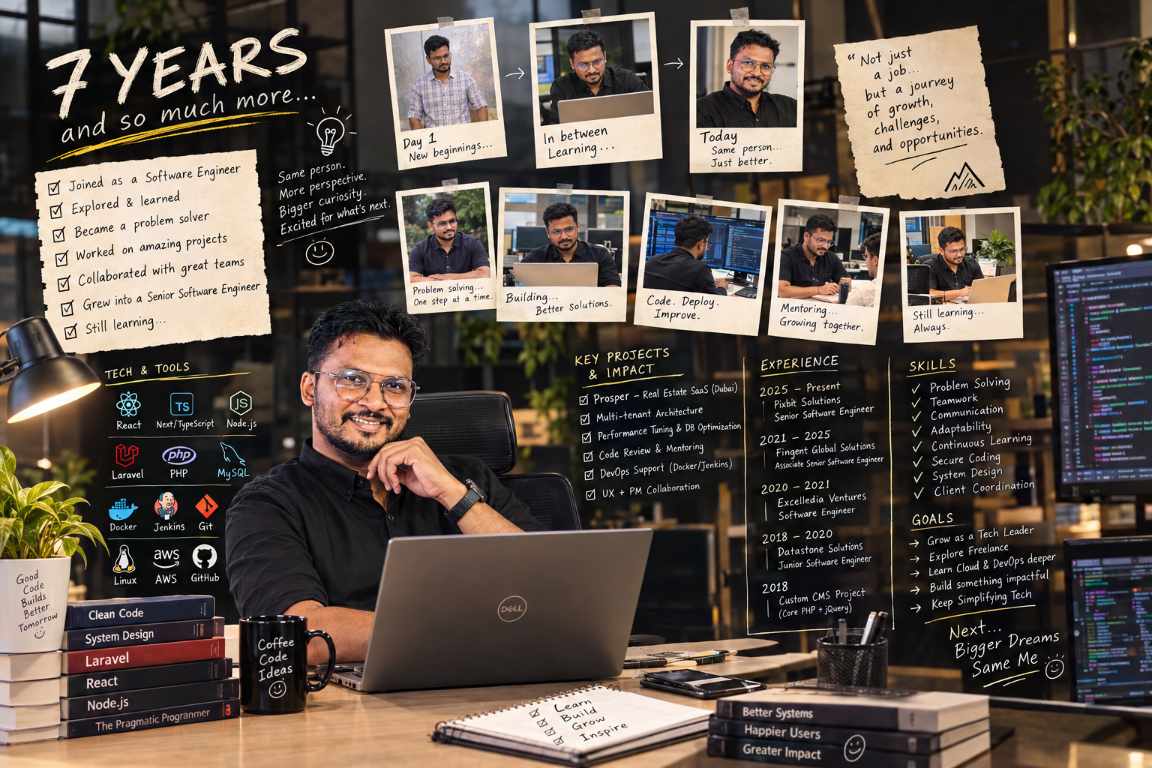 7 YEARS
and so much more...
Joined as a Software Engineer
Explored & learned
Became a problem solver
Worked on amazing projects
Collaborated with great teams
Grew into a Senior Software Engineer
Still learning...
Same person.
More perspective.
Bigger curiosity.
Excited for what's next.
Day 1
New beginnings...
In between
Learning...
Today
Same person...
Just better.
"Not just
a job...
but a journey
of growth,
challenges,
and opportunities.
Problem solving...
One step at a time.
Building...
Better solutions.
Code. Deploy.
Improve.
Mentoring...
Growing together.
Still learning...
Always.
TECH & TOOLS
React
TS
Next/TypeScript
JS
Node.js
Laravel
php
PHP
MySQL
Docker
Jenkins
Git
Linux
aws
AWS
GitHub
KEY PROJECTS
& IMPACT
Prosper - Real Estate SaaS (Dubai)
Multi-tenant Architecture
Performance Tuning & DB Optimization
Code Review & Mentoring
DevOps Support (Docker/Jenkins)
UX + PM Collaboration
EXPERIENCE
2025 - Present
Pixbit Solutions
Senior Software Engineer
2021 - 2025
Fingent Global Solutions
Associate Senior Software Engineer
2020 - 2021
Excelledia Ventures
Software Engineer
2018 - 2020
Datastone Solutions
Junior Software Engineer
2018
Custom CMS Project
(Core PHP + jQuery)
SKILLS
Problem Solving
Teamwork
Communication
Adaptability
Continuous Learning
Secure Coding
System Design
Client Coordination
GOALS
→ Grow as a Tech Leader
→ Explore Freelance
→ Learn Cloud & DevOps deeper
→ Build something impactful
→ Keep Simplifying Tech
Next...
Bigger Dreams
Same Me
Good
Code
Builds
Better
Tomorrow
Clean Code
System Design
Laravel
React
Node.js
The Pragmatic Programmer
Coffee
Code
Ideas
DELL
Learn
Build
Grow
Inspire
Better Systems
Happier Users
Greater Impact